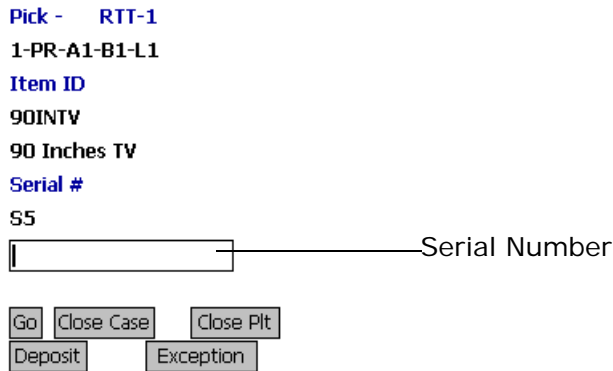 Pick - RTT-1
1-PR-A1-B1-L1
Item ID
90INTV
90 Inches TV
Serial #
S5
Serial Number
Go Close Case Close Plt
Deposit Exception